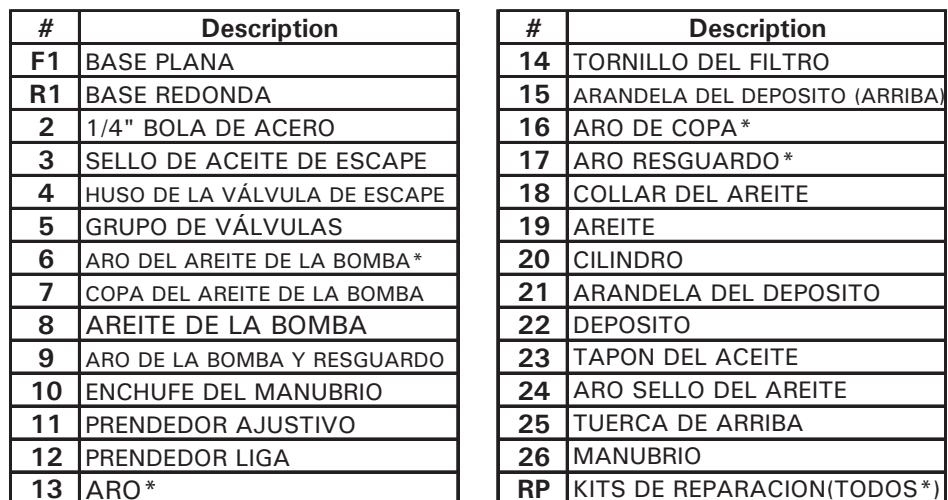 # Description
F1 BASE PLANA
R1 BASE REDONDA
2 1/4" BOLA DE ACERO
3 SELLO DE ACEITE DE ESCAPE
4 HUSO DE LA VÁLVULA DE ESCAPE
5 GRUPO DE VÁLVULAS
6 ARO DEL AREITE DE LA BOMBA*
7 COPA DEL AREITE DE LA BOMBA
8 AREITE DE LA BOMBA
9 ARO DE LA BOMBA Y RESGUARDO
10 ENCHUFE DEL MANUBRIO
11 PRENDEDOR AJUSTIVO
12 PRENDEDOR LIGA
13 ARO*
# Description
14 TORNILLO DEL FILTRO
15 ARANDELA DEL DEPOSITO (ARRIBA)
16 ARO DE COPA*
17 ARO RESGUARDO*
18 COLLAR DEL AREITE
19 AREITE
20 CILINDRO
21 ARANDELA DEL DEPOSITO
22 DEPOSITO
23 TAPON DEL ACEITE
24 ARO SELLO DEL AREITE
25 TUERCA DE ARRIBA
26 MANUBRIO
RP KITS DE REPARACION(TODOS*)